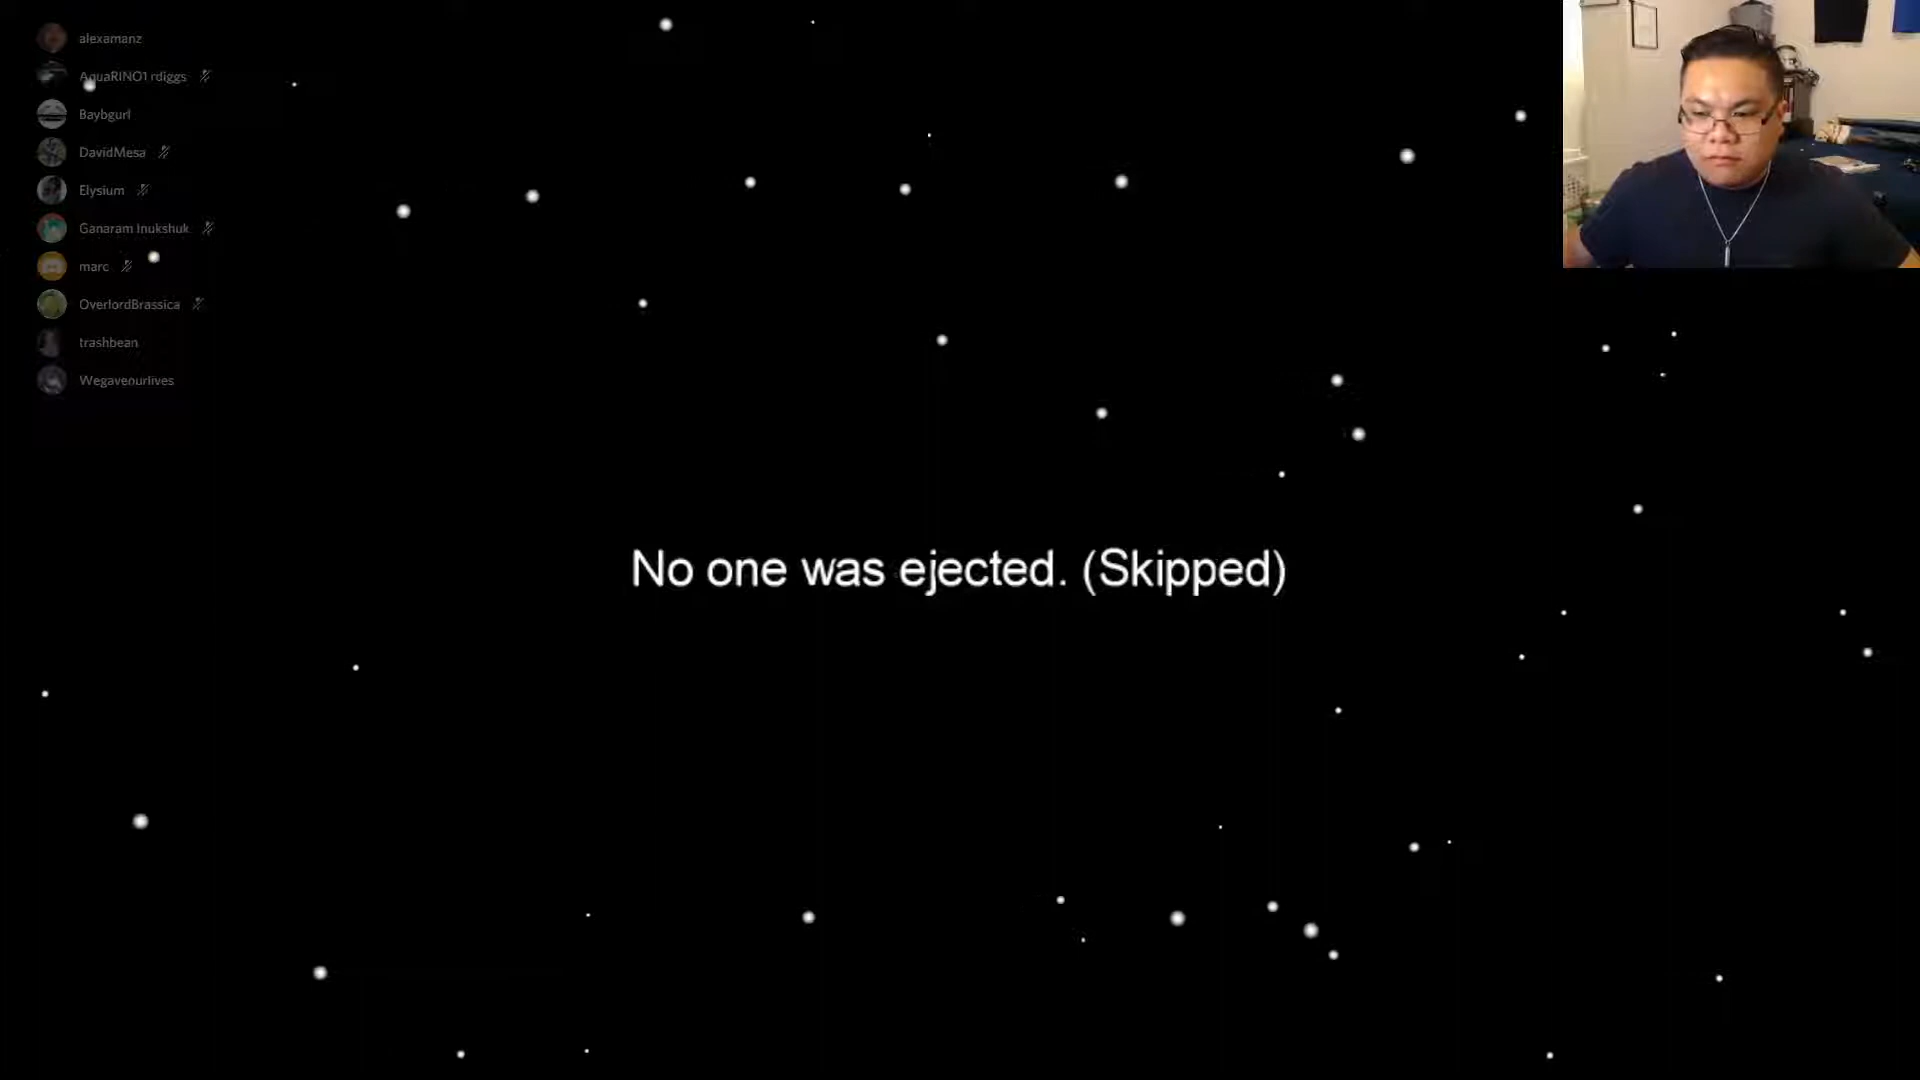 alexamanz
AquaRINO1 rdiggs
Baybgurl
DavidMesa
Elysium
Ganaram Inukshuk
marc
OverlordBrassica
trashbean
Wegavenurlives
No one was ejected. (Skipped)